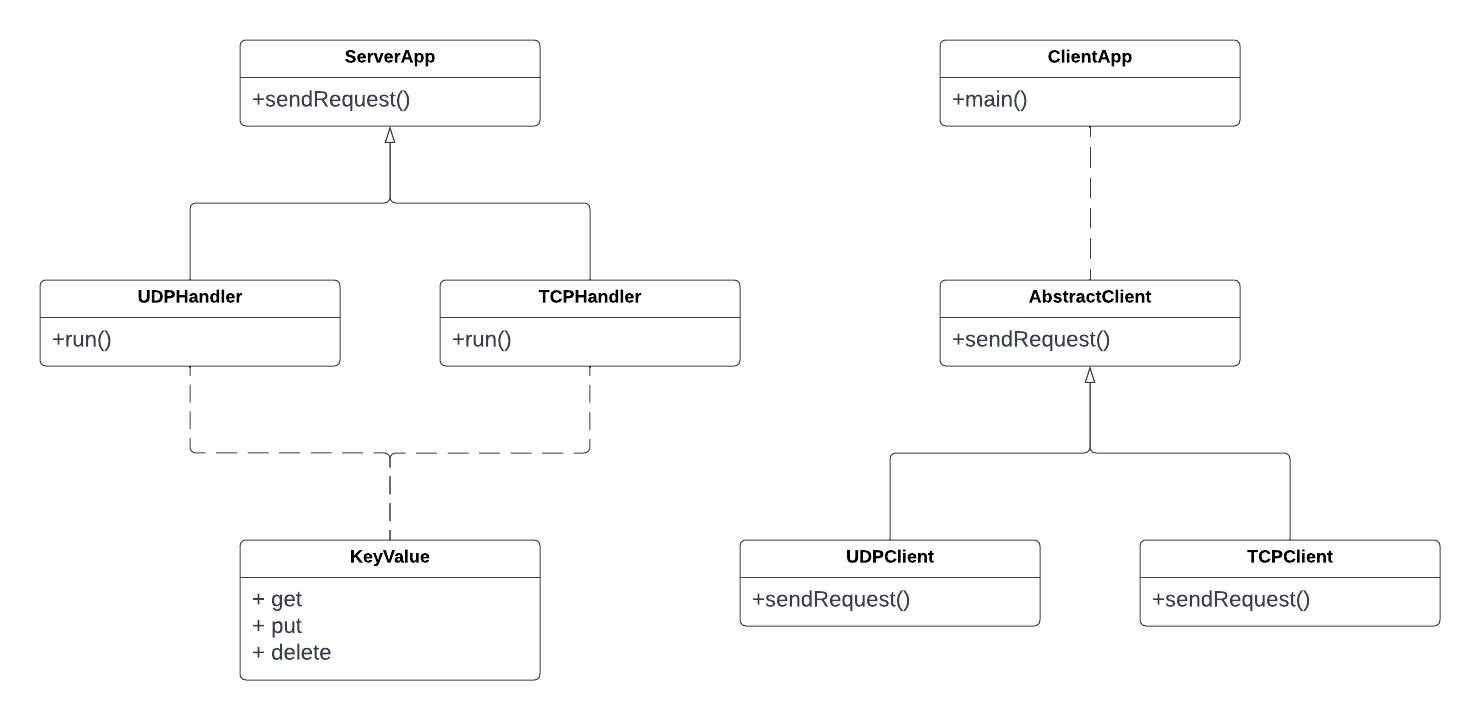 ServerApp
+sendRequest()
ClientApp
+main()
UDPHandler
+run()
TCPHandler
+run()
AbstractClient
+sendRequest()
KeyValue
+ get
+ put
+ delete
UDPClient
+sendRequest()
TCPClient
+sendRequest()